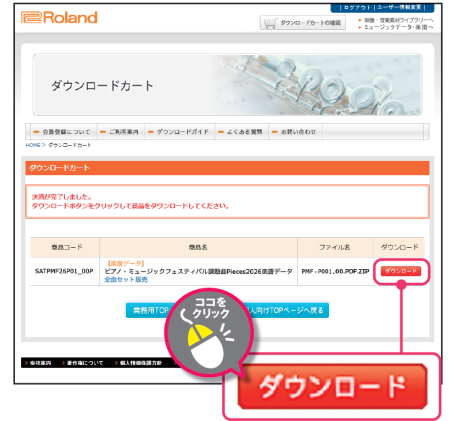 Roland
ログアウト | ユーザー情報変更
ダウンロードカートの確認
映像・音楽素材ライブラリーへ
ミュージックデータ・楽譜へ
ダウンロードカート
会員登録について
ご利用案内
ダウンロードガイド
よくある質問
お問い合わせ
HOME> ダウンロードカート
ダウンロードカート
決済が完了しました。
ダウンロードボタンをクリックして商品をダウンロードしてください。
商品コード 商品名 ファイル名 ダウンロード
[楽譜データ]
SATPMF26P01_00P ピアノ・ミュージックフェスティバル課題曲Pieces2026楽譜データ PMF-P001.00.PDF.ZIP ダウンロード
全曲セット販売
業務用TOP
人向けTOPページへ戻る
ココを
クリック
会社案内
著作権について
個人情報保護方針
ダウンロード